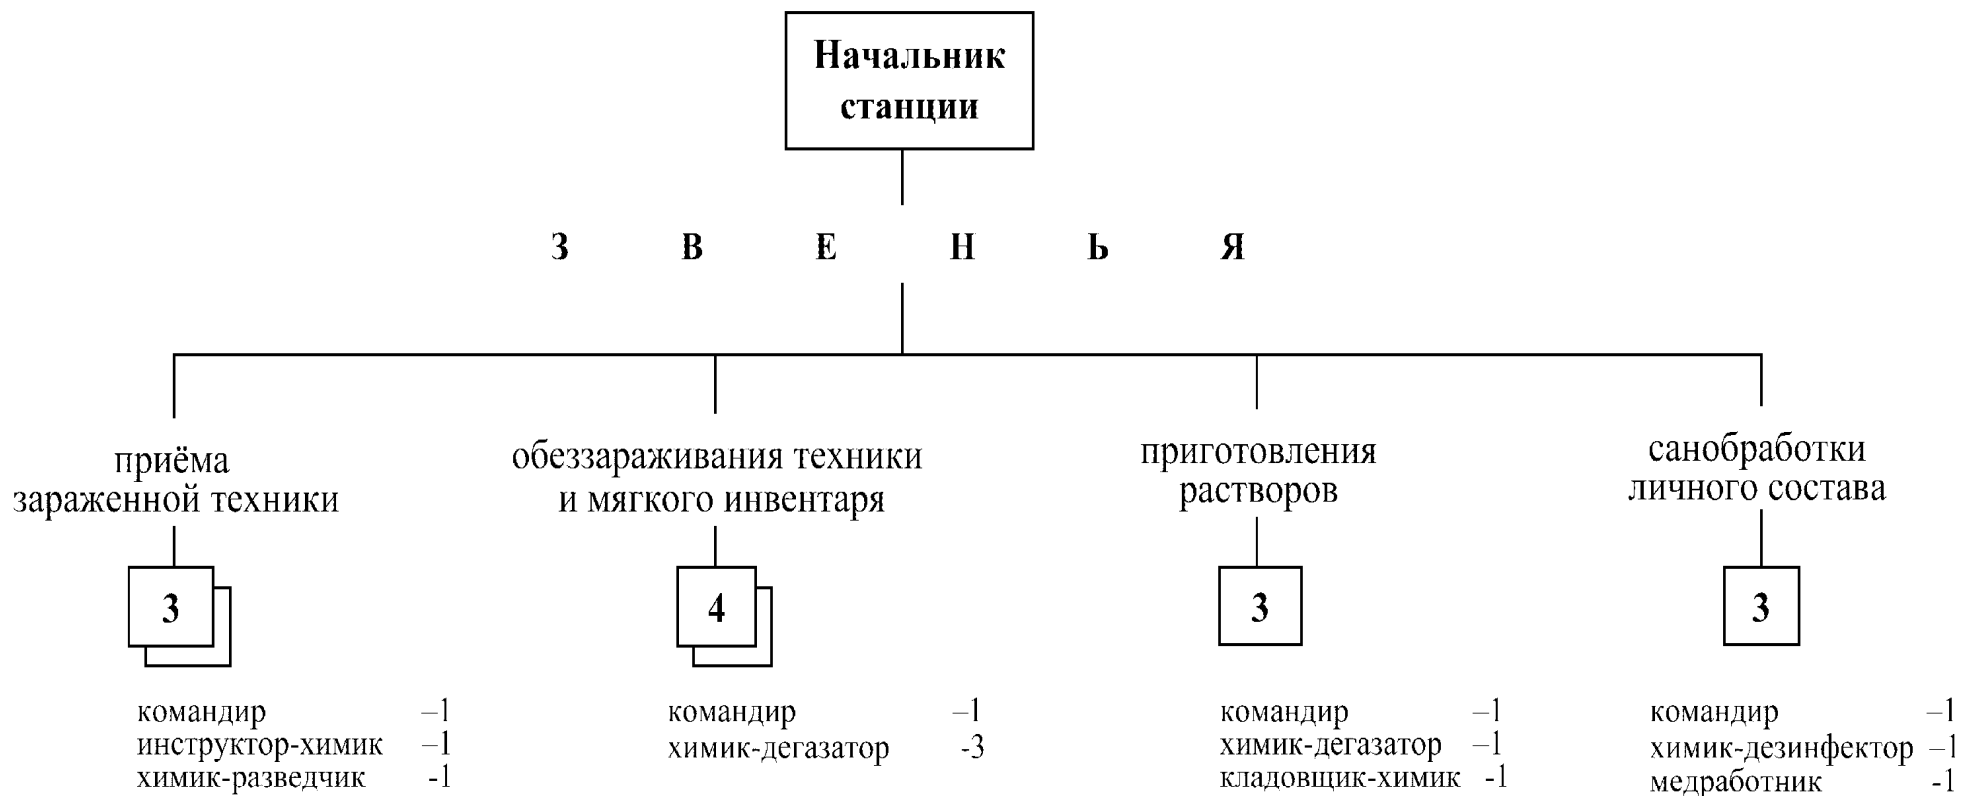 Начальник
станции
З В Е Н Ь Я
приёма
зараженной техники
3
командир –1
инструктор-химик –1
химик-разведчик -1
обеззараживания техники
и мягкого инвентаря
4
командир –1
химик-дегазатор -3
приготовления
растворов
3
командир –1
химик-дегазатор –1
кладовщик-химик -1
санобработки
личного состава
3
командир –1
химик-дезинфектор –1
медработник -1